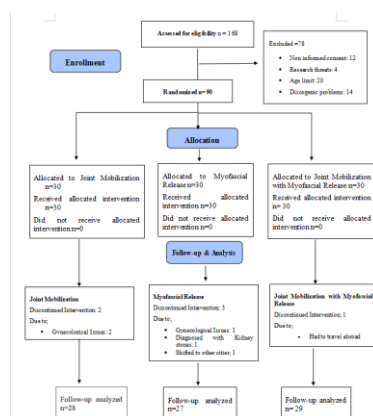 Assessed for eligibility n = 168
Enrollment
Excluded =78
• Non informed consent: 12
• Research threats: 4
• Age limit: 20
• Discogenic problems: 14
Randomized n=90
Allocation
Allocated to Joint Mobilization
n=30
Received allocated intervention
n=30
Did not receive allocated
intervention n=0
Allocated to Myofascial
Release n=30
Received allocated
intervention n=30
Did not receive allocated
intervention n=0
Allocated to Joint Mobilization
with Myofascial Release n=30
Received allocated intervention
n= 30
Did not receive allocated
intervention n=0
Follow-up & Analysis
Joint Mobilization
Discontinued Intervention: 2
Due to;
• Gynecological Issues: 2
Myofascial Release
Discontinued Intervention: 3
Due to;
• Gynecological Issues: 1
• Diagnosed with Kidney
stones: 1
• Shifted to other cities: 1
Joint Mobilization with Myofascial
Release
Discontinued Intervention: 1
Due to;
• Had to travel abroad
Follow-up analyzed
n=28
Follow-up analyzed
n=27
Follow-up analyzed
n= 29